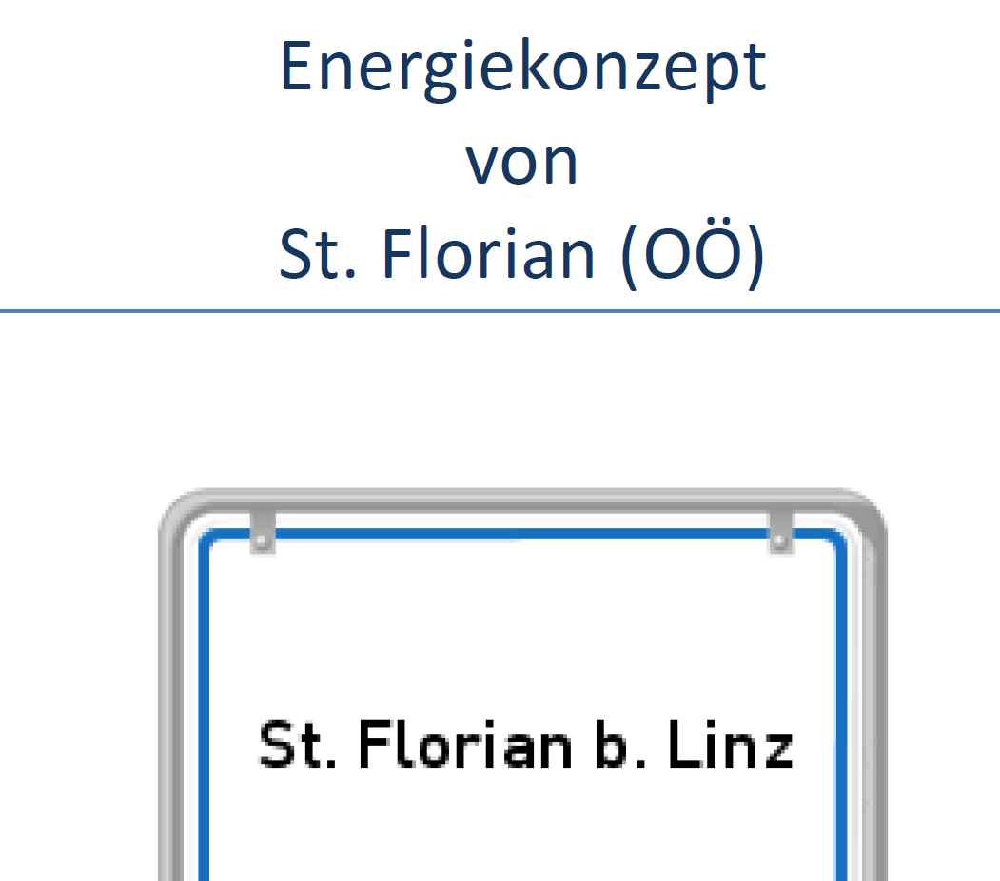 Energiekonzept
von
St. Florian (OÖ)
St. Florian b. Linz